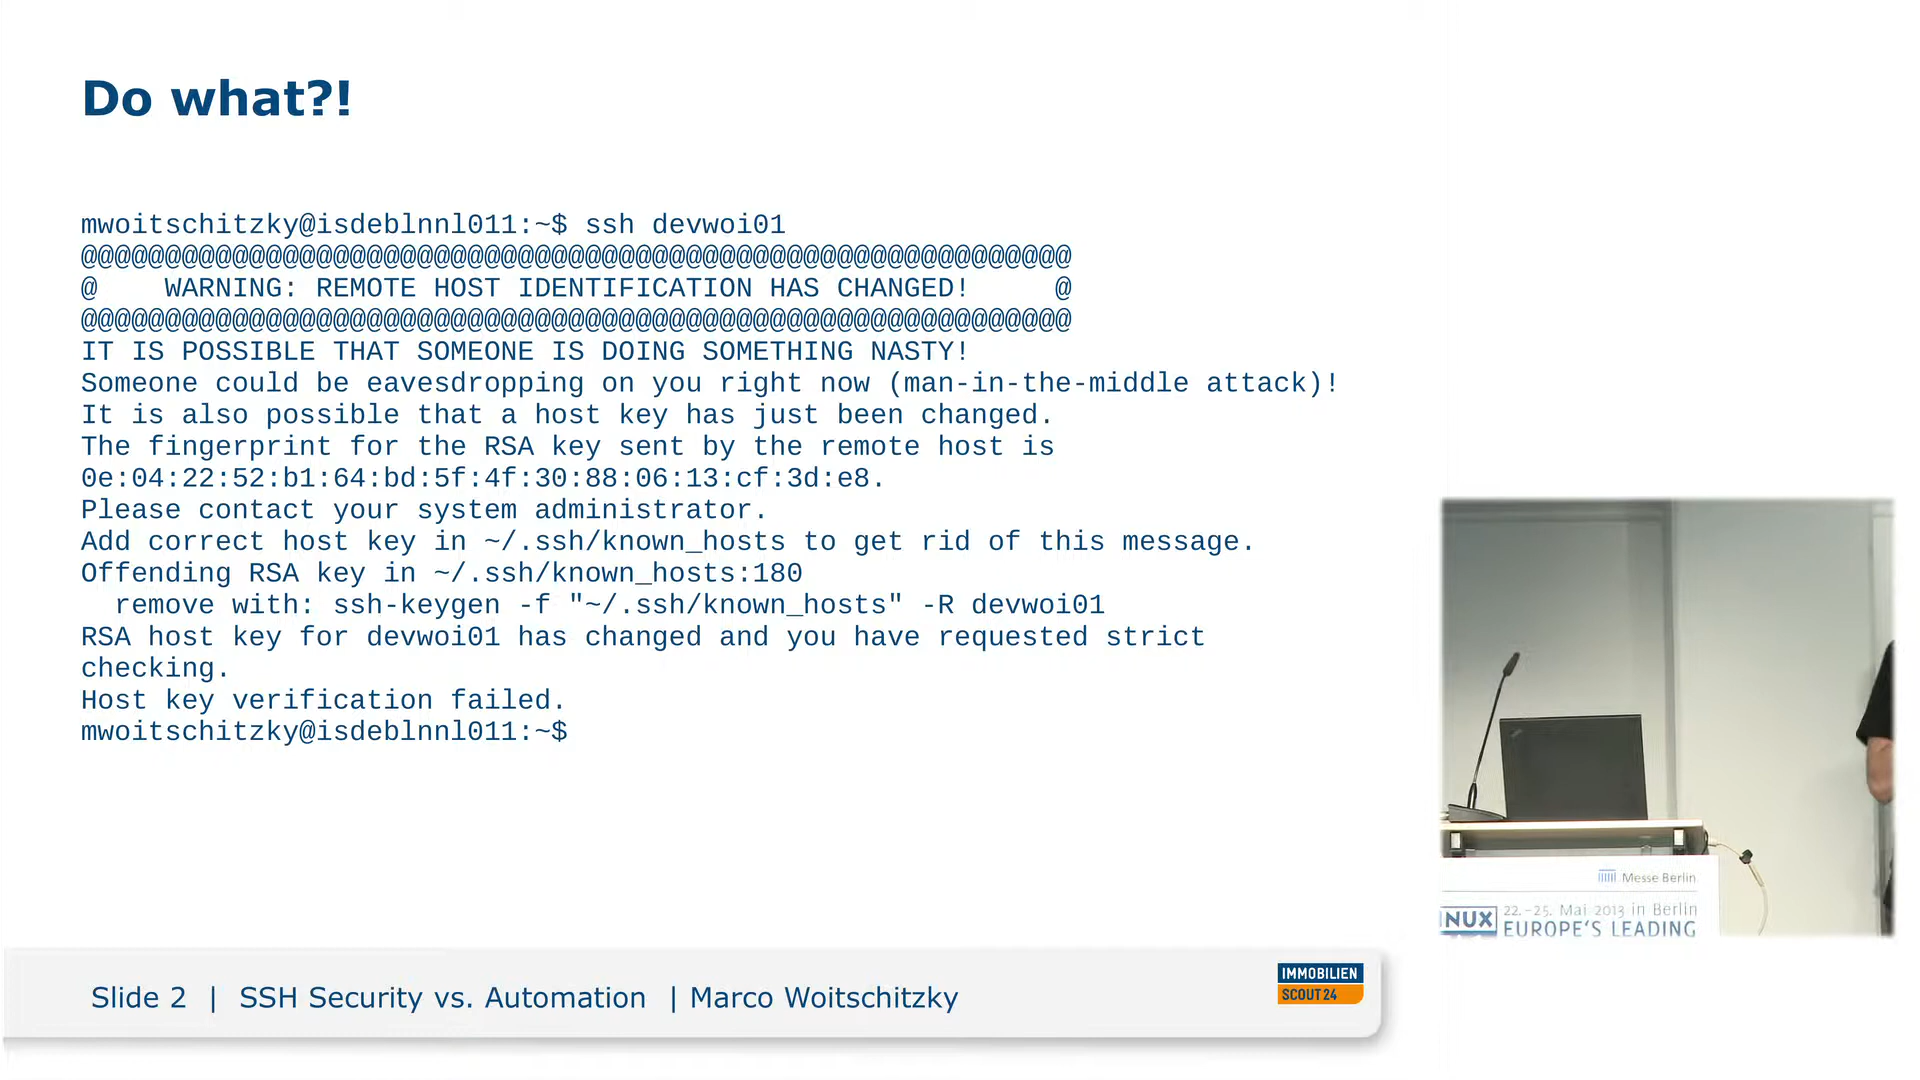 Do what?!
mwoitschitzky@isdeblnnl011:~$ ssh devwoi01
@@@@@@@@@@@@@@@@@@@@@@@@@@@@@@@@@@@@@@@@@@@@@@@@@@@@@@@@@@@
@    WARNING: REMOTE HOST IDENTIFICATION HAS CHANGED!     @
@@@@@@@@@@@@@@@@@@@@@@@@@@@@@@@@@@@@@@@@@@@@@@@@@@@@@@@@@@@
IT IS POSSIBLE THAT SOMEONE IS DOING SOMETHING NASTY!
Someone could be eavesdropping on you right now (man-in-the-middle attack)!
It is also possible that a host key has just been changed.
The fingerprint for the RSA key sent by the remote host is
0e:04:22:52:b1:64:bd:5f:4f:30:88:06:13:cf:3d:e8.
Please contact your system administrator.
Add correct host key in ~/.ssh/known_hosts to get rid of this message.
Offending RSA key in ~/.ssh/known_hosts:180
  remove with: ssh-keygen -f "~/.ssh/known_hosts" -R devwoi01
RSA host key for devwoi01 has changed and you have requested strict
checking.
Host key verification failed.
mwoitschitzky@isdeblnnl011:~$
Messe Berlin
NUX
22.-25. Mai 2013 in Berlin
EUROPE'S LEADING
Slide 2 | SSH Security vs. Automation | Marco Woitschitzky
IMMOBILIEN
SCOUT24